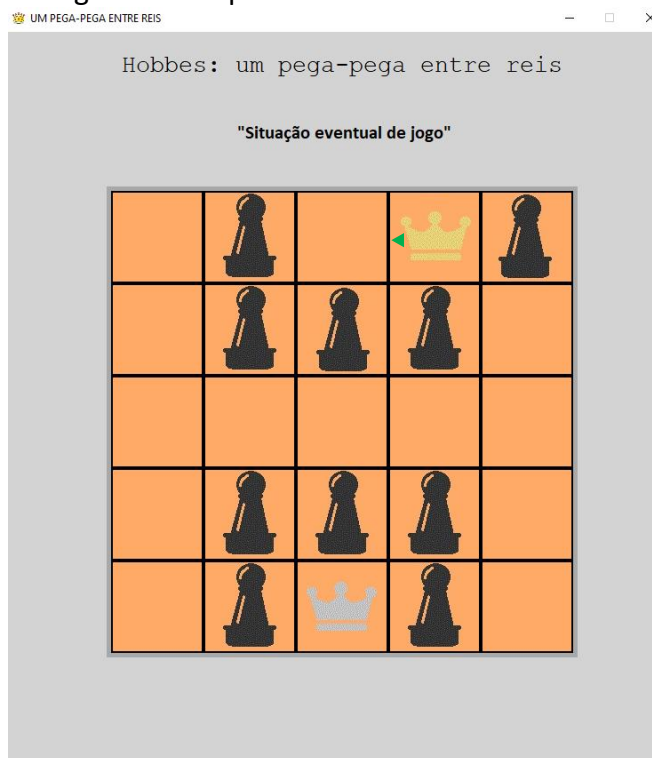 UM PEGA-PEGA ENTRE REIS
Hobbes: um pega-pega entre reis
"Situação eventual de jogo"